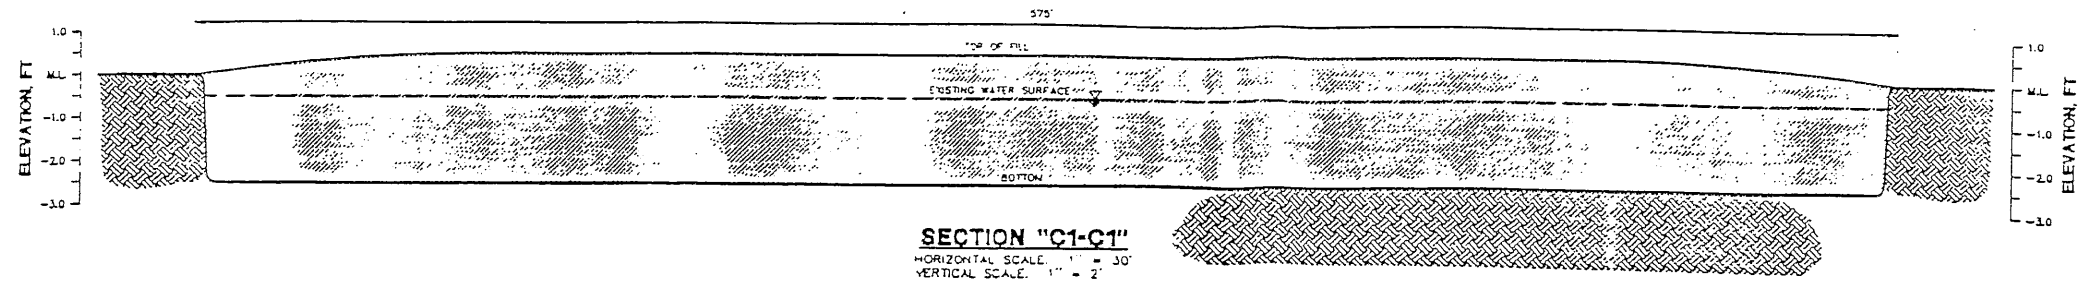 575'
1.0
TOP OF FILL
1.0
M.L.
M.L.
EXISTING WATER SURFACE
ELEVATION, FT
-1.0
-1.0
ELEVATION, FT
-2.0
BOTTOM
-2.0
-3.0
-3.0
SECTION "C1-C1"
HORIZONTAL SCALE. 1" = 30'
VERTICAL SCALE. 1" = 2'